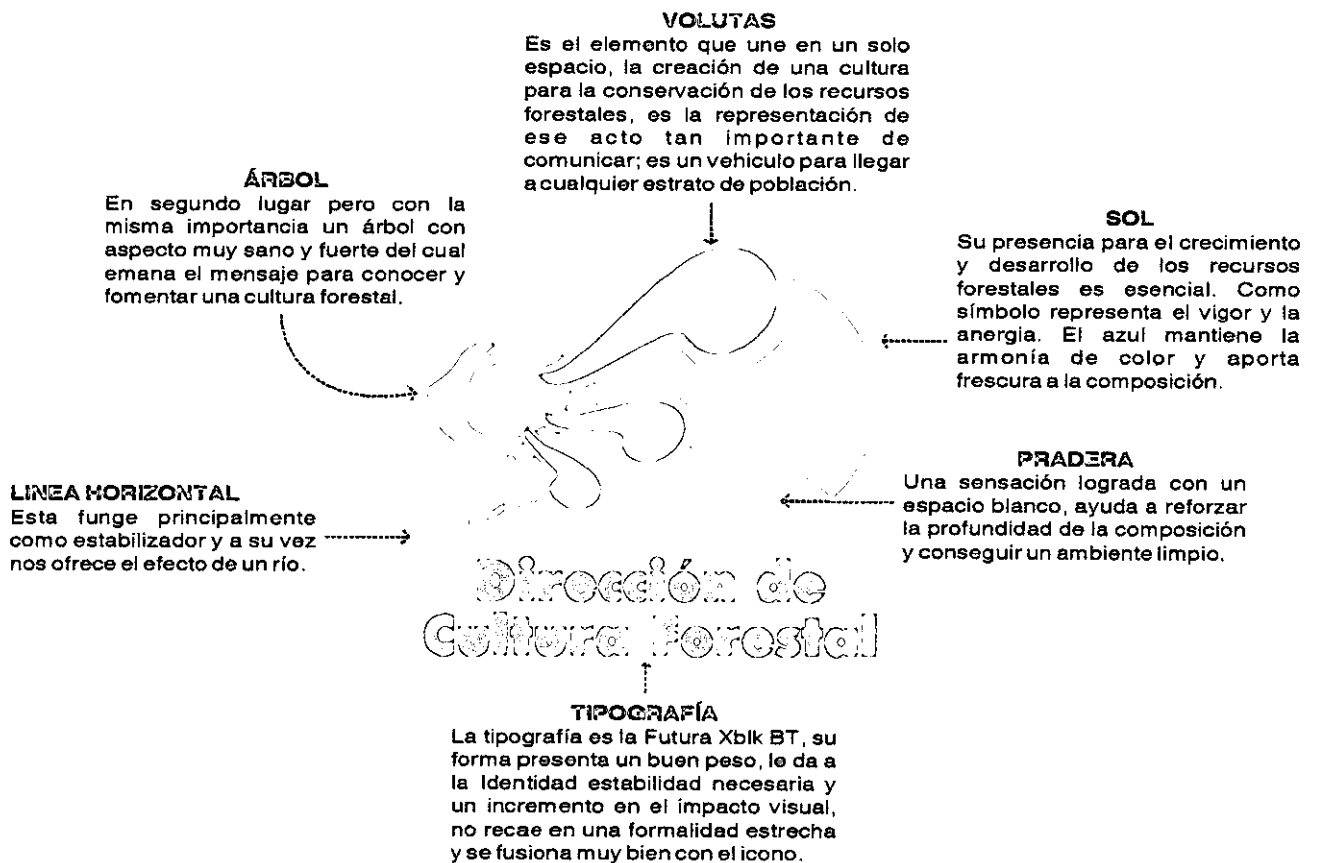 VOLUTAS
Es el elemento que une en un solo
espacio, la creación de una cultura
para la conservación de los recursos
forestales, es la representación de
ese acto tan importante de
comunicar; es un vehiculo para llegar
a cualquier estrato de población.
ÁRBOL
En segundo lugar pero con la
misma importancia un árbol con
aspecto muy sano y fuerte del cual
emana el mensaje para conocer y
fomentar una cultura forestal.
SOL
Su presencia para el crecimiento
y desarrollo de los recursos
forestales es esencial. Como
símbolo representa el vigor y la
anergia. El azul mantiene la
armonía de color y aporta
frescura a la composición.
LINEA HORIZONTAL
Esta funge principalmente
como estabilizador y a su vez
nos ofrece el efecto de un río.
PRADERA
Una sensación lograda con un
espacio blanco, ayuda a reforzar
la profundidad de la composición
y conseguir un ambiente limpio.
Dirección de
Cultura Forestal
TIPOGRAFÍA
La tipografía es la Futura Xblk BT, su
forma presenta un buen peso, le da a
la Identidad estabilidad necesaria y
un incremento en el impacto visual,
no recae en una formalidad estrecha
y se fusiona muy bien con el icono.